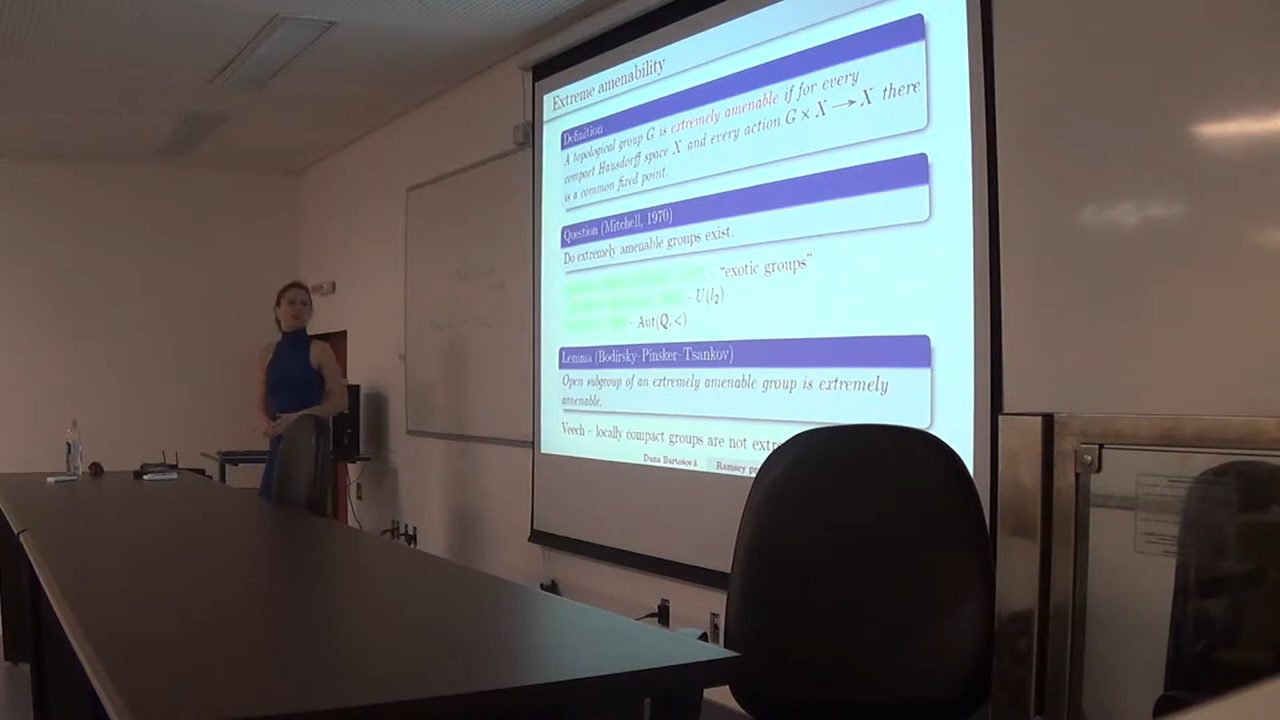 Extreme amenability
Definition
A topological group G is extremely amenable if for every
compact Hausdorff space X and every action G × X → X there
is a common fixed point.
Question (Mitchell, 1970)
Do extremely amenable groups exist.
– "exotic groups"
– U(l₂)
- Aut(Q, <)
Lemma (Bodirsky–Pinsker–Tsankov)
Open subgroup of an extremely amenable group is extremely
amenable.
Veech – locally compact groups are not extre
Dana Bartošová Ramsey